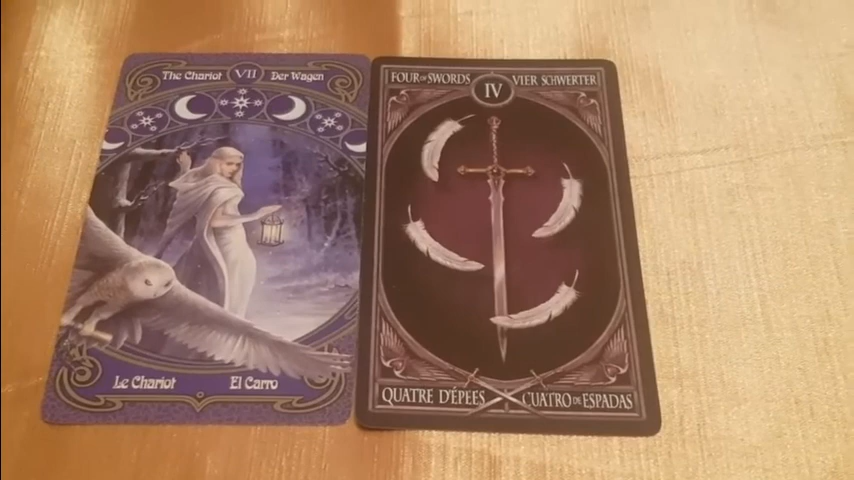 The Chariot VII Der Wagen
Le Chariot El Carro
FOUR OF SWORDS IV VIER SCHWERTER
QUATRE D'ÉPEES CUATRO DE ESPADAS